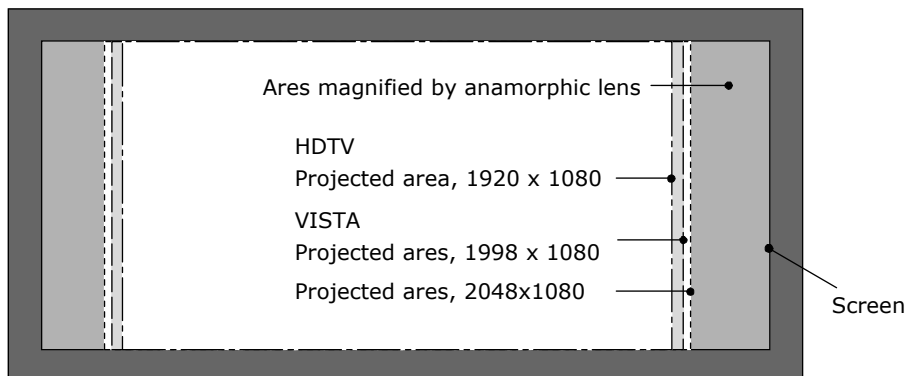 Ares magnified by anamorphic lens
HDTV
Projected area, 1920 x 1080
VISTA
Projected ares, 1998 x 1080
Projected ares, 2048x1080
Screen